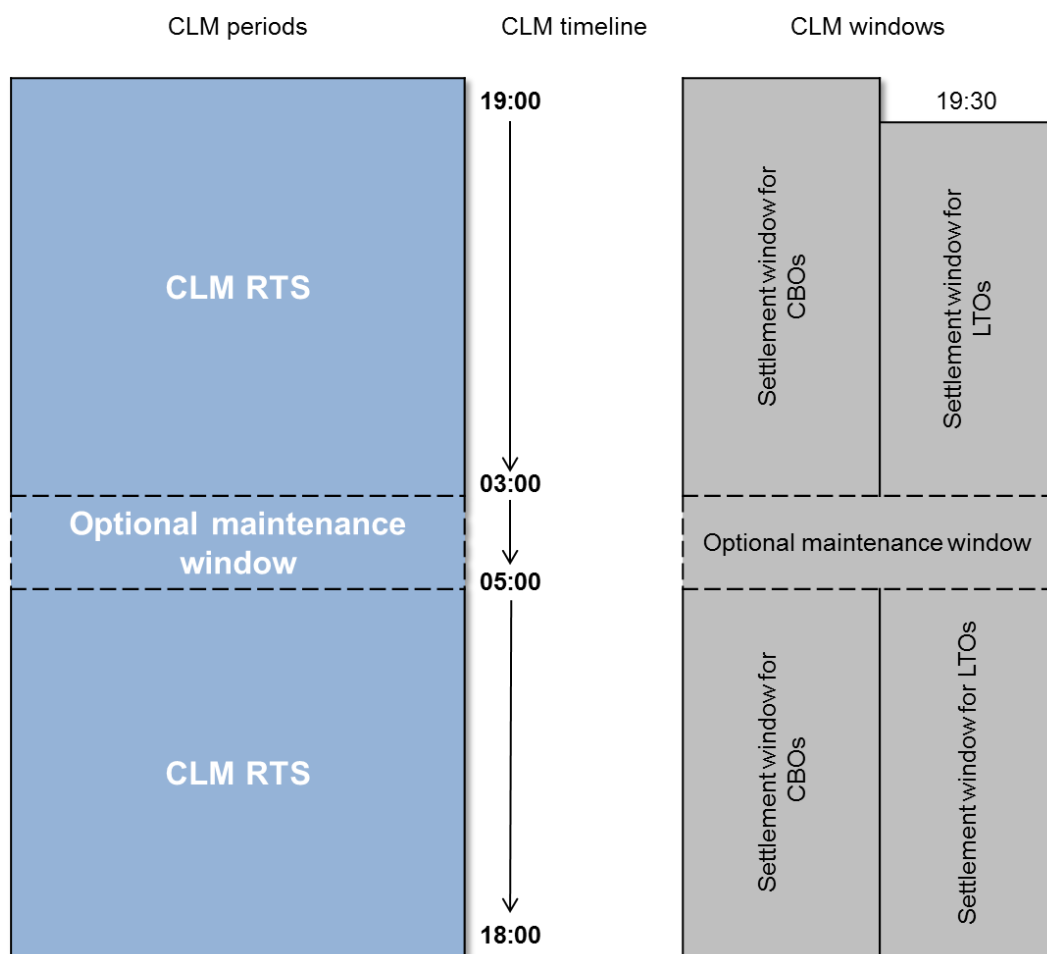 CLM periods
CLM timeline
CLM windows
19:00
19:30
CLM RTS
Settlement window for
CBOs
Settlement window for
LTOs
03:00
Optional maintenance
window
Optional maintenance window
05:00
CLM RTS
Settlement window for
CBOs
Settlement window for LTOs
18:00